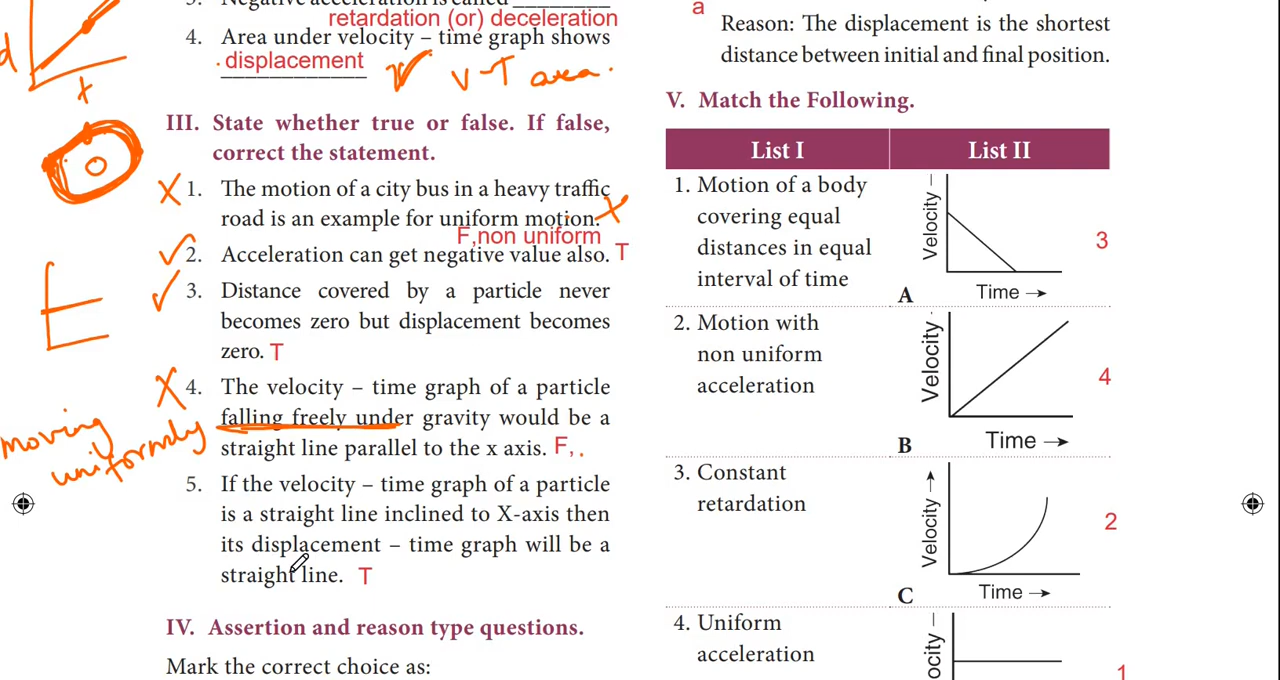 3. Negative acceleration is called ________
retardation (or) deceleration
4. Area under velocity – time graph shows
displacement
V-T area.
d
t
III. State whether true or false. If false,
correct the statement.
1. The motion of a city bus in a heavy traffic
road is an example for uniform motion.
F,non uniform
2. Acceleration can get negative value also. T
3. Distance covered by a particle never
becomes zero but displacement becomes
zero. T
4. The velocity – time graph of a particle
falling freely under gravity would be a
straight line parallel to the x axis. F,.
moving
uniformly
5. If the velocity – time graph of a particle
is a straight line inclined to X-axis then
its displacement – time graph will be a
straight line. T
IV. Assertion and reason type questions.
Mark the correct choice as:
a
Reason: The displacement is the shortest
distance between initial and final position.
V. Match the Following.
List I List II
1. Motion of a body
covering equal
distances in equal
interval of time
Velocity
Time
A
3
2. Motion with
non uniform
acceleration
Velocity
Time
B
4
3. Constant
retardation
Velocity
Time
C
2
4. Uniform
acceleration
ocity
1